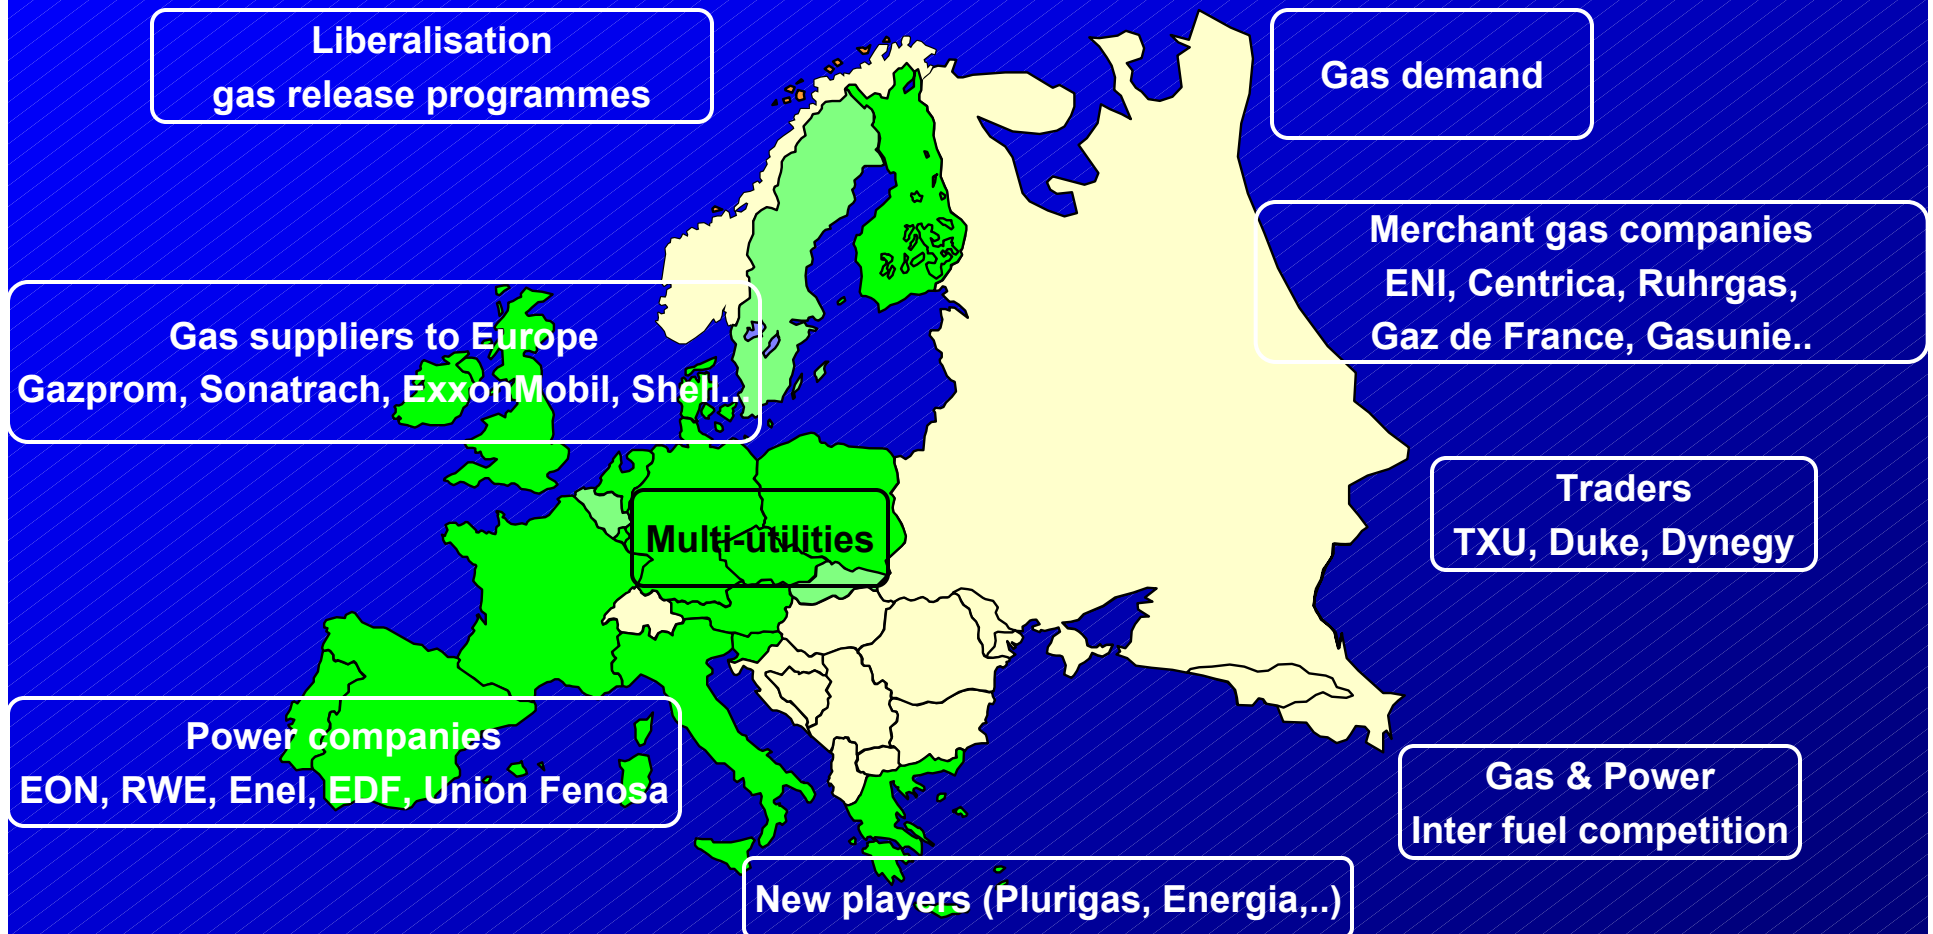 Liberalisation
gas release programmes
Gas demand
Merchant gas companies
ENI, Centrica, Ruhrgas,
Gaz de France, Gasunie..
Gas suppliers to Europe
Gazprom, Sonatrach, ExxonMobil, Shell...
Traders
TXU, Duke, Dynegy
Multi-utilities
Power companies
EON, RWE, Enel, EDF, Union Fenosa
Gas & Power
Inter fuel competition
New players (Plurigas, Energia,..)